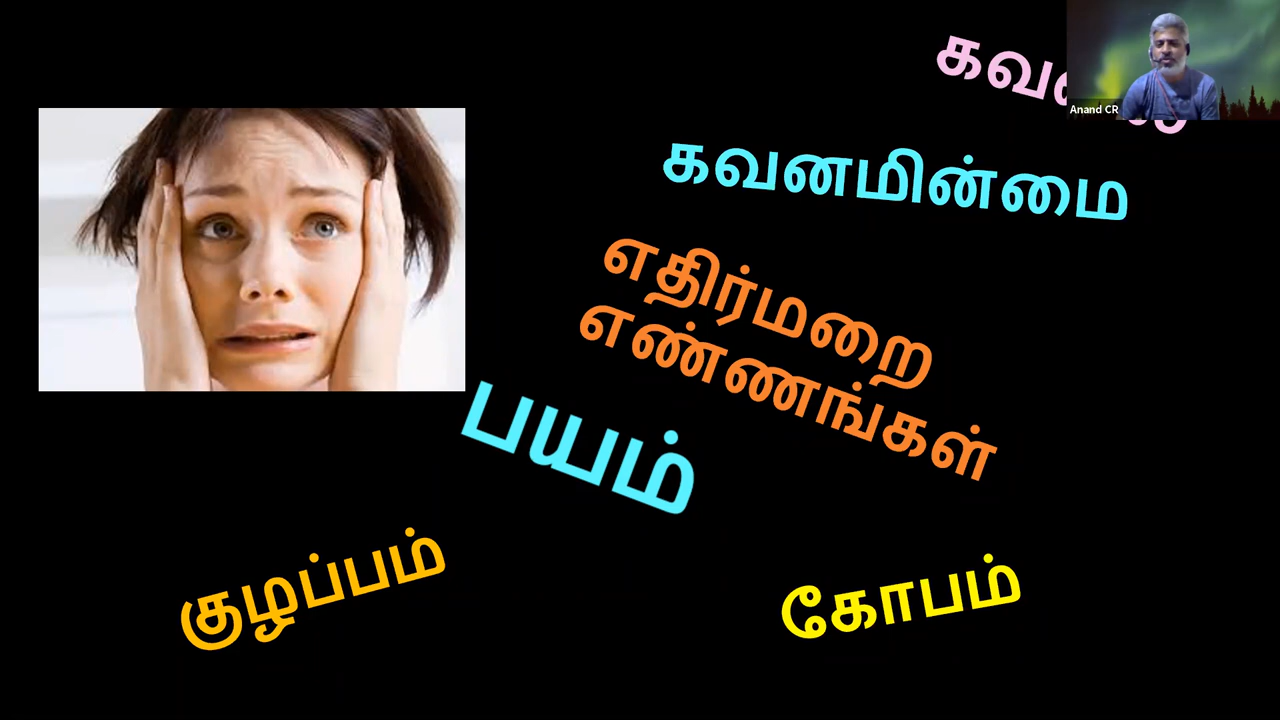 Anand CR
கவனமின்மை
எதிர்மறை
எண்ணங்கள்
பயம்
குழப்பம்
கோபம்